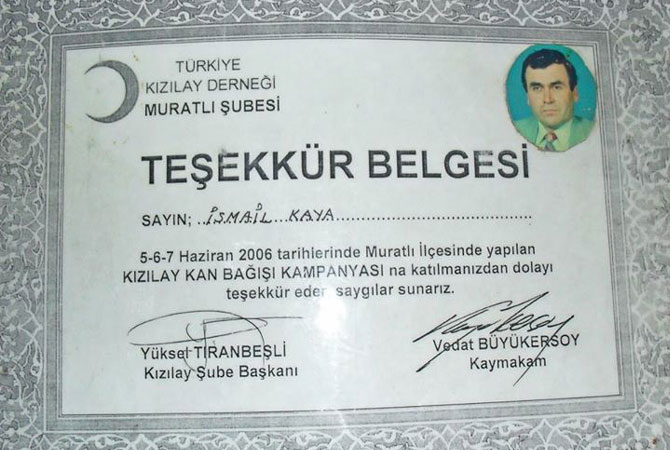 TÜRKİYE
KIZILAY DERNEĞİ
MURATLI ŞUBESİ
TEŞEKKÜR BELGESİ
SAYIN; ..İSMAİL...KAYA...............................................
5-6-7 Haziran 2006 tarihlerinde Muratlı İlçesinde yapılan
KIZILAY KAN BAĞIŞI KAMPANYASI na katılmanızdan dolayı
teşekkür eder saygılar sunarız.
Yüksel TIRANBEŞLİ
Kızılay Şube Başkanı
Vedat BÜYÜKERSOY
Kaymakam